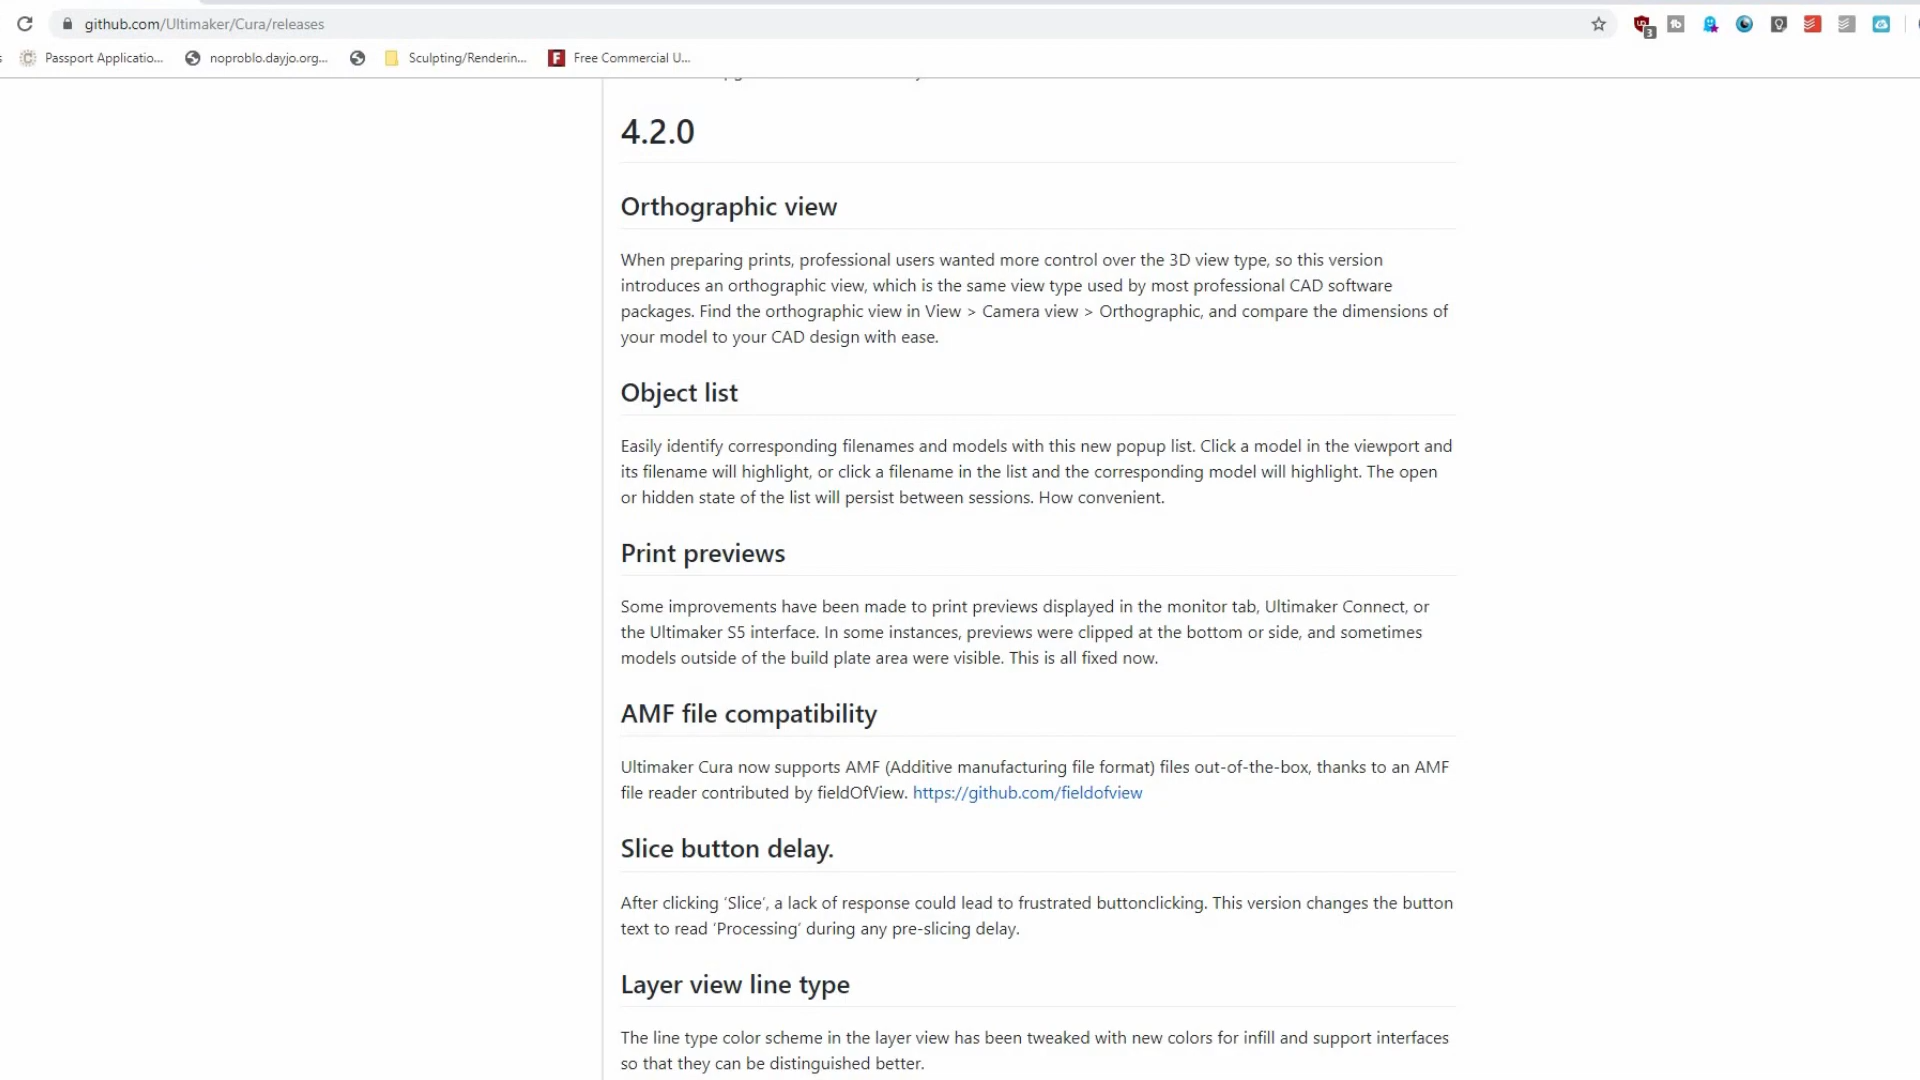 github.com/Ultimaker/Cura/releases
3
Passport Applicatio...
noproblo.dayjo.org...
Sculpting/Renderin...
F
Free Commercial U...
4.2.0
Orthographic view
When preparing prints, professional users wanted more control over the 3D view type, so this version
introduces an orthographic view, which is the same view type used by most professional CAD software
packages. Find the orthographic view in View > Camera view > Orthographic, and compare the dimensions of
your model to your CAD design with ease.
Object list
Easily identify corresponding filenames and models with this new popup list. Click a model in the viewport and
its filename will highlight, or click a filename in the list and the corresponding model will highlight. The open
or hidden state of the list will persist between sessions. How convenient.
Print previews
Some improvements have been made to print previews displayed in the monitor tab, Ultimaker Connect, or
the Ultimaker S5 interface. In some instances, previews were clipped at the bottom or side, and sometimes
models outside of the build plate area were visible. This is all fixed now.
AMF file compatibility
Ultimaker Cura now supports AMF (Additive manufacturing file format) files out-of-the-box, thanks to an AMF
file reader contributed by fieldOfView. https://github.com/fieldofview
Slice button delay.
After clicking ‘Slice’, a lack of response could lead to frustrated buttonclicking. This version changes the button
text to read ‘Processing’ during any pre-slicing delay.
Layer view line type
The line type color scheme in the layer view has been tweaked with new colors for infill and support interfaces
so that they can be distinguished better.